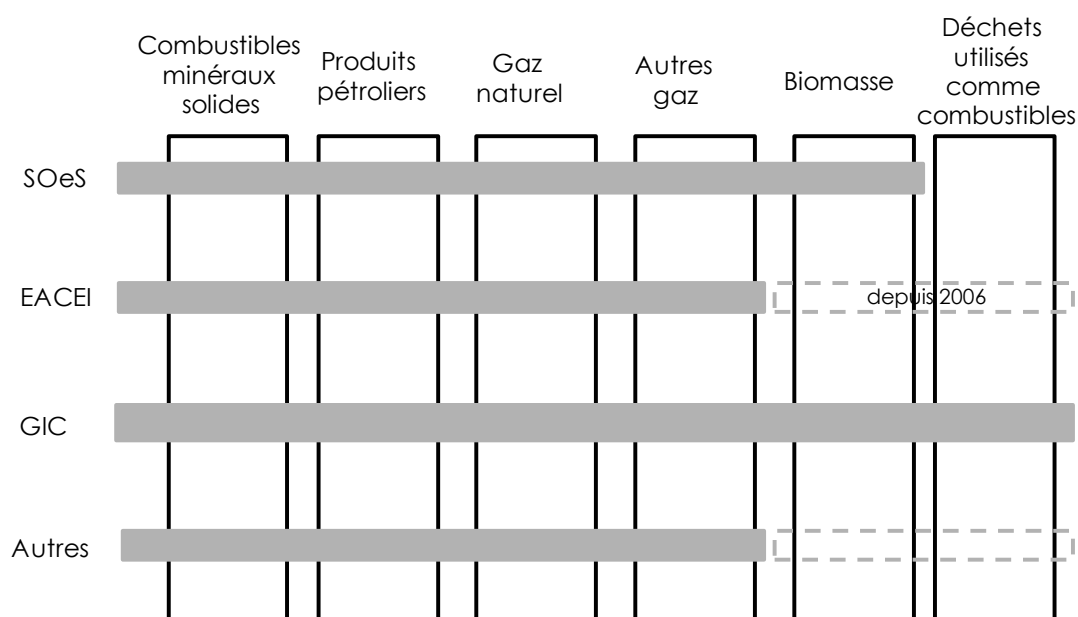 Combustibles
minéraux
solides
Produits
pétroliers
Gaz
naturel
Autres
gaz
Biomasse
Déchets
utilisés
comme
combustibles
SOeS
EACEI
depuis 2006
GIC
Autres